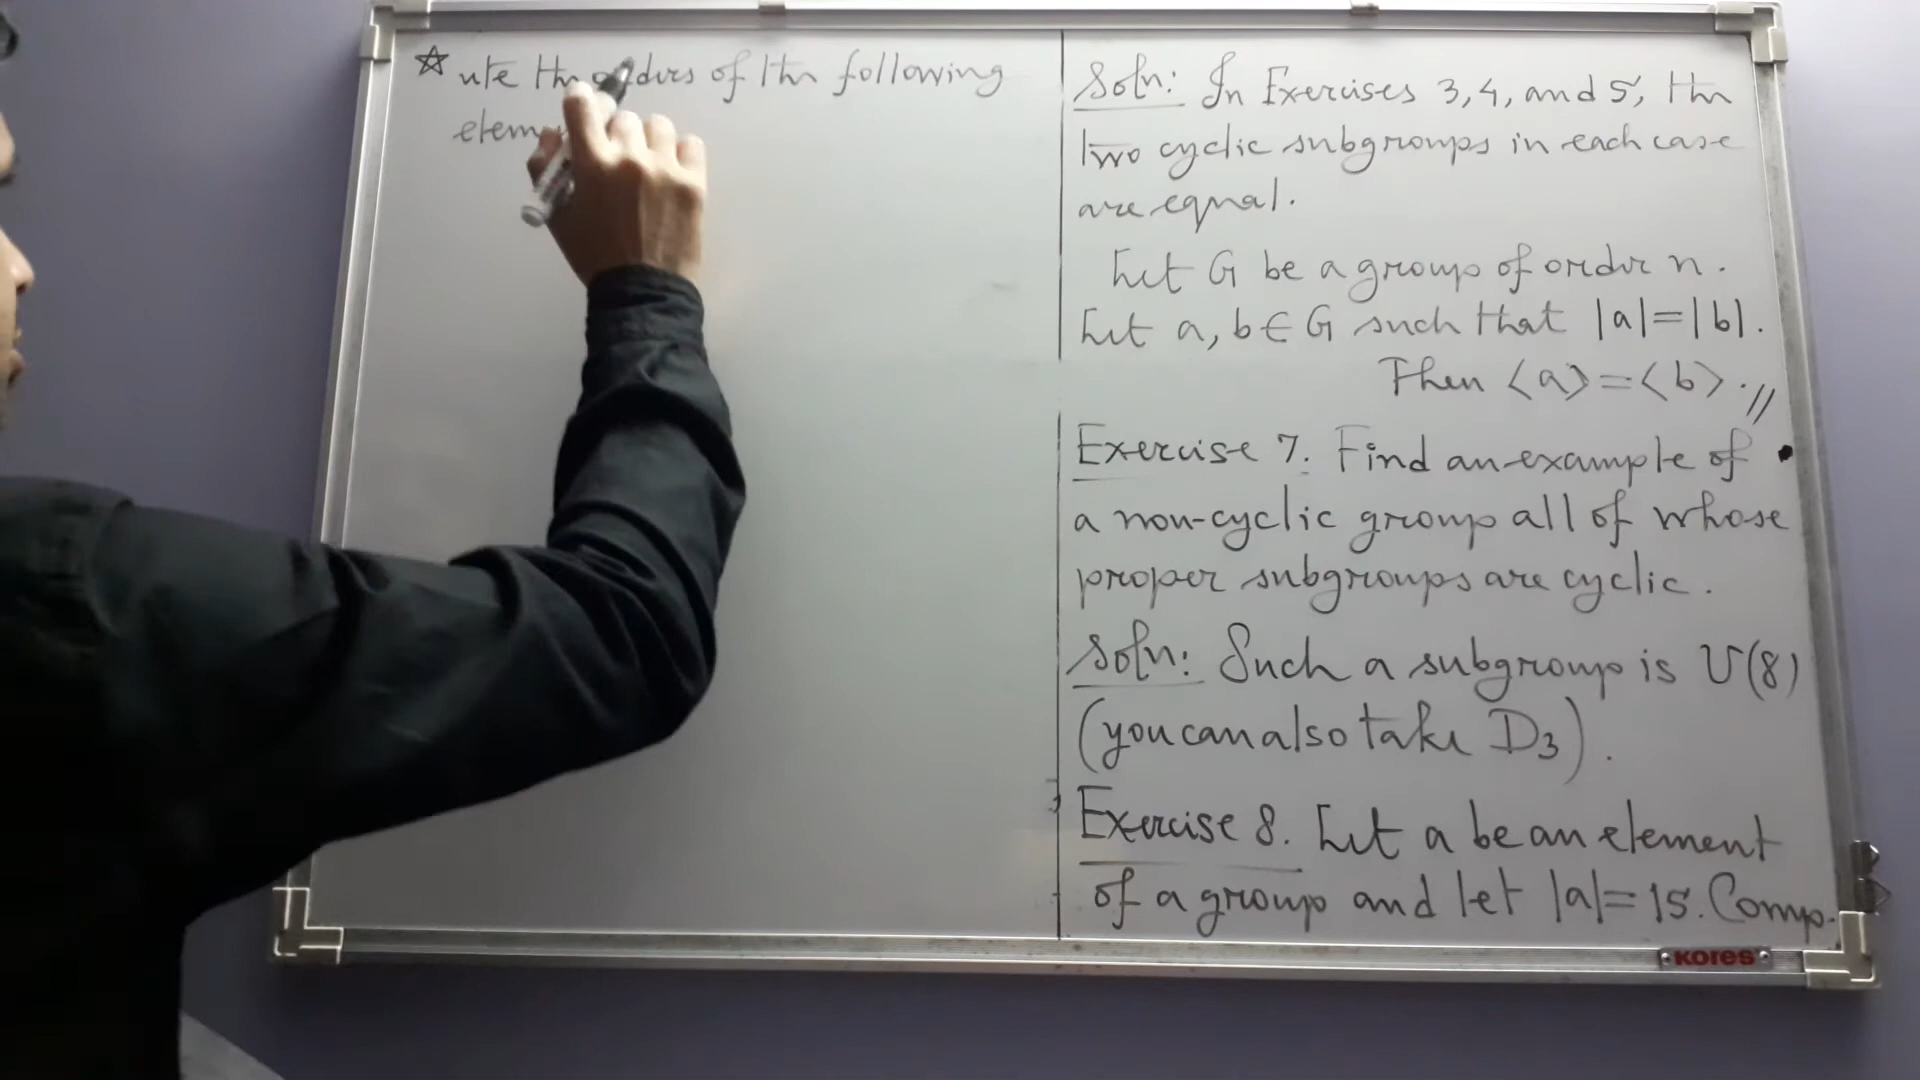 ☆ ute the orders of the following
elem
Soln: In Exercises 3, 4, and 5, the
two cyclic subgroups in each case
are equal.
Let G be a group of order n.
Let a, b ∈ G such that |a| = |b|.
Then ⟨a⟩ = ⟨b⟩. //
Exercise 7. Find an example of
a non-cyclic group all of whose
proper subgroups are cyclic.
Soln: Such a subgroup is U(8)
(you can also take D₃).
Exercise 8. Let a be an element
of a group and let |a| = 15. Comp-
KORES